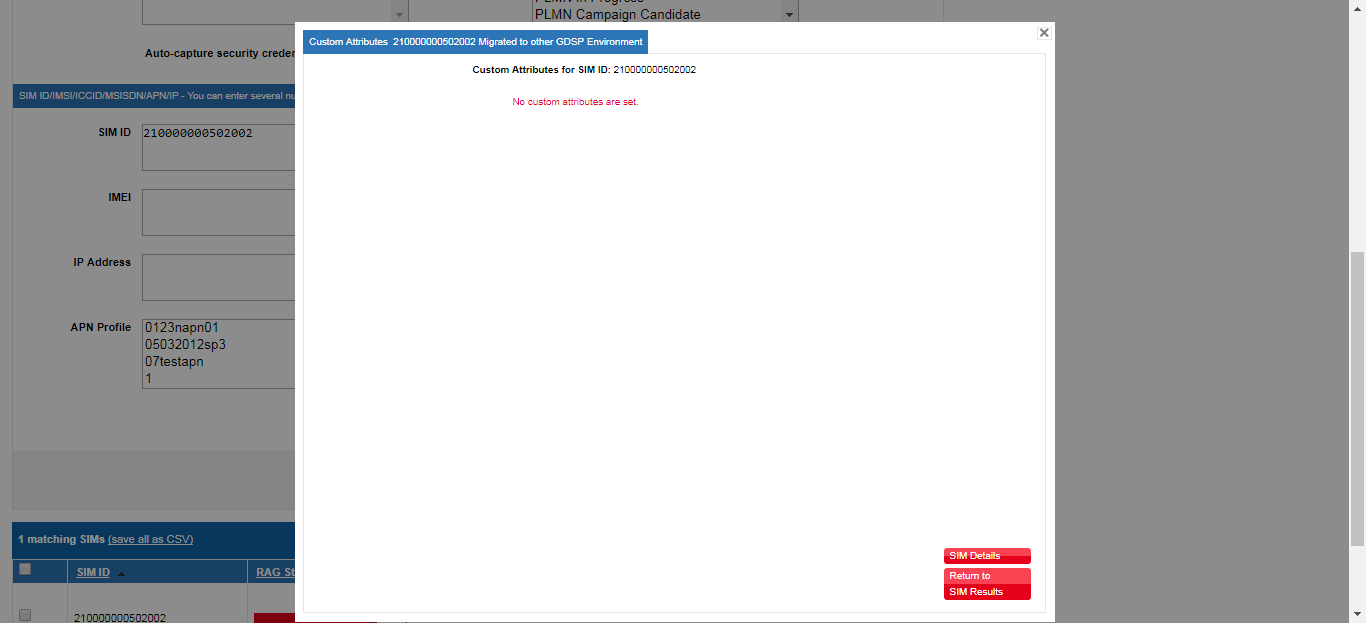 PLMN Campaign Candidate
Auto-capture security
SIM ID/IMSI/ICCID/MSISDN/APN/IP - You can enter several
SIM ID
210000000502002
IMEI
IP Address
APN Profile
0123napn01
05032012sp3
07testapn
1
1 matching SIMs (save all as CSV)
SIM ID
RAG
210000000502002
Custom Attributes 210000000502002 Migrated to other GDSP Environment
Custom Attributes for SIM ID: 210000000502002
No custom attributes are set.
SIM Details
Return to
SIM Results